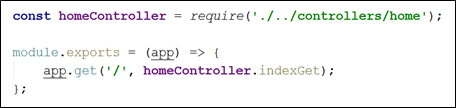 const homeController = require('./../controllers/home');
module.exports = (app) => {
    app.get('/', homeController.indexGet);
};